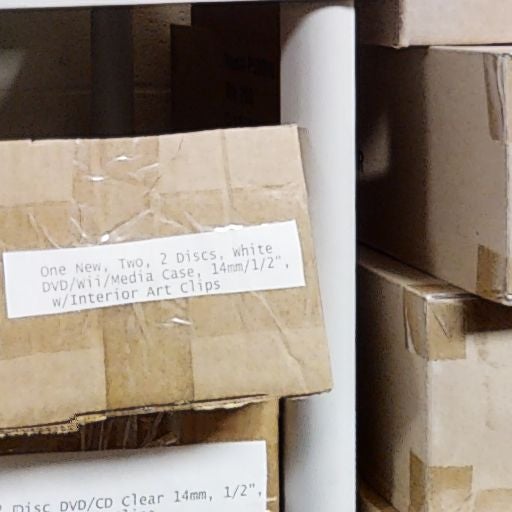 One New, Two, 2 Discs, White
DVD/Wii/Media Case, 14mm/1/2",
w/Interior Art Clips
Disc DVD/CD Clear 14mm, 1/2",